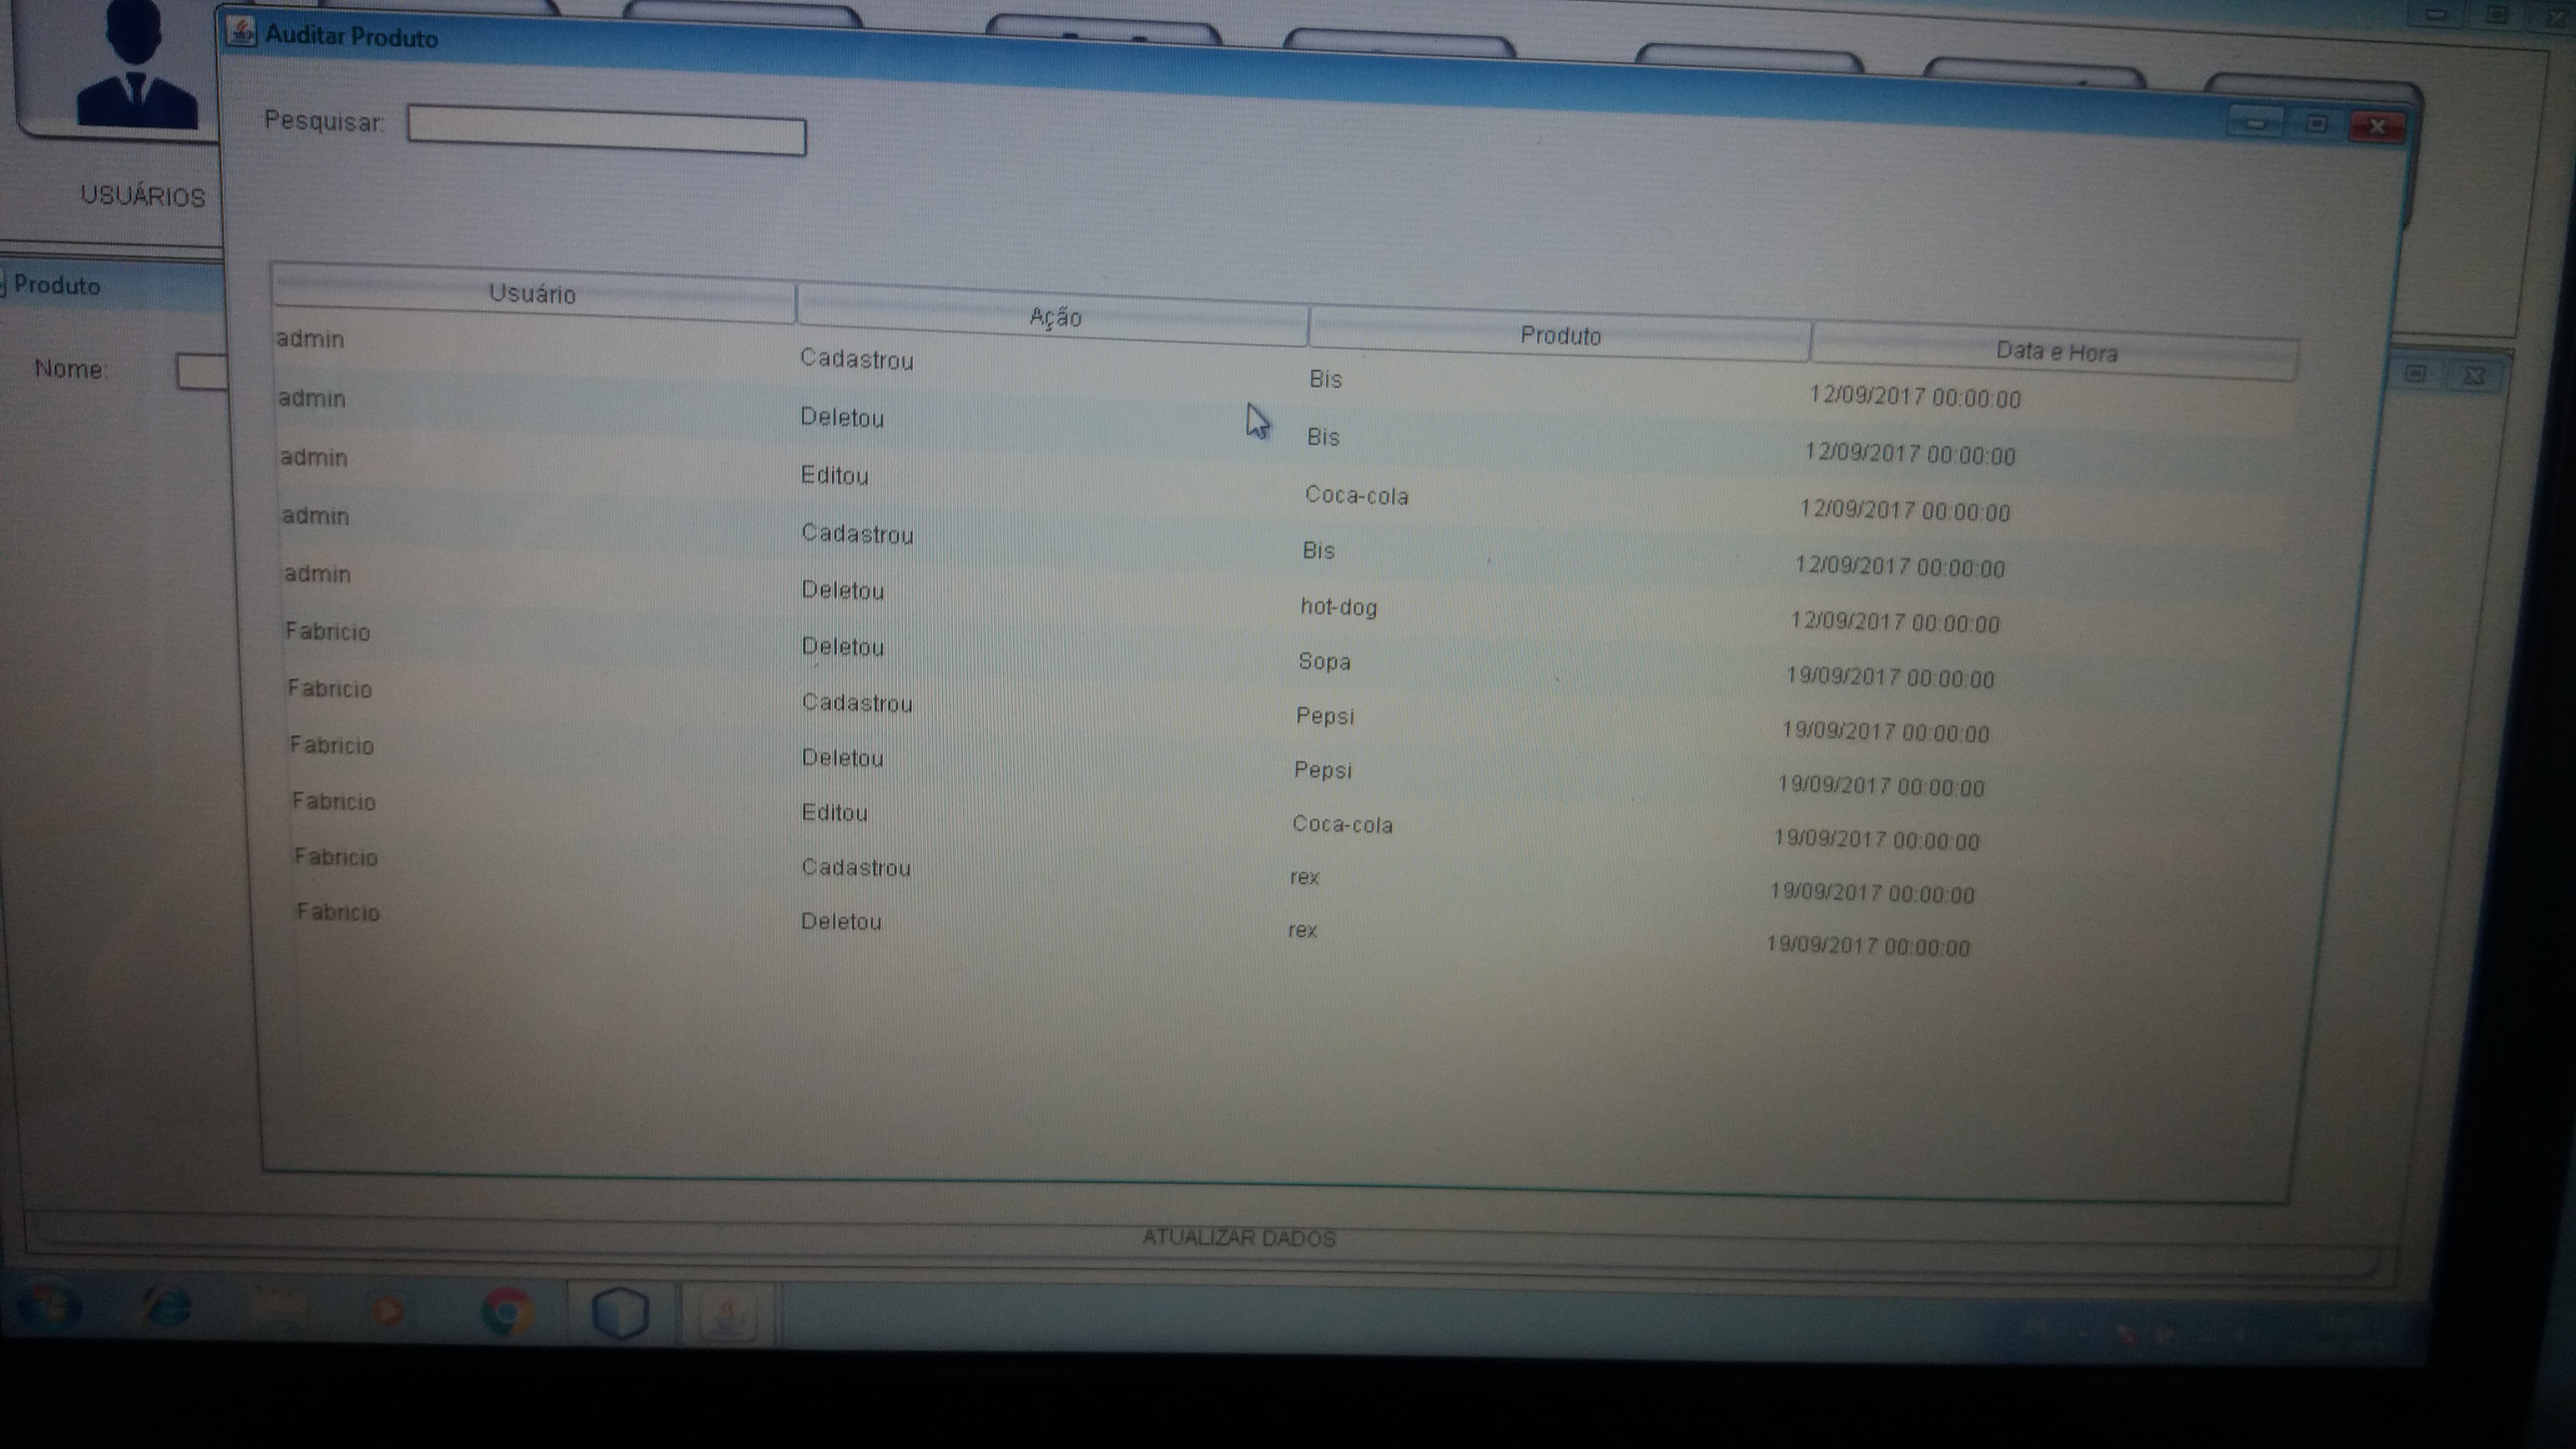 Auditar Produto
Pesquisar:
USUÁRIOS
Produto
Nome:
Usuário Ação Produto Data e Hora
admin Cadastrou Bis 12/09/2017 00:00:00
admin Deletou Bis 12/09/2017 00:00:00
admin Editou Coca-cola 12/09/2017 00:00:00
admin Cadastrou Bis 12/09/2017 00:00:00
admin Deletou hot-dog 12/09/2017 00:00:00
Fabricio Deletou Sopa 19/09/2017 00:00:00
Fabricio Cadastrou Pepsi 19/09/2017 00:00:00
Fabricio Deletou Pepsi 19/09/2017 00:00:00
Fabricio Editou Coca-cola 19/09/2017 00:00:00
Fabricio Cadastrou rex 19/09/2017 00:00:00
Fabricio Deletou rex 19/09/2017 00:00:00
ATUALIZAR DADOS